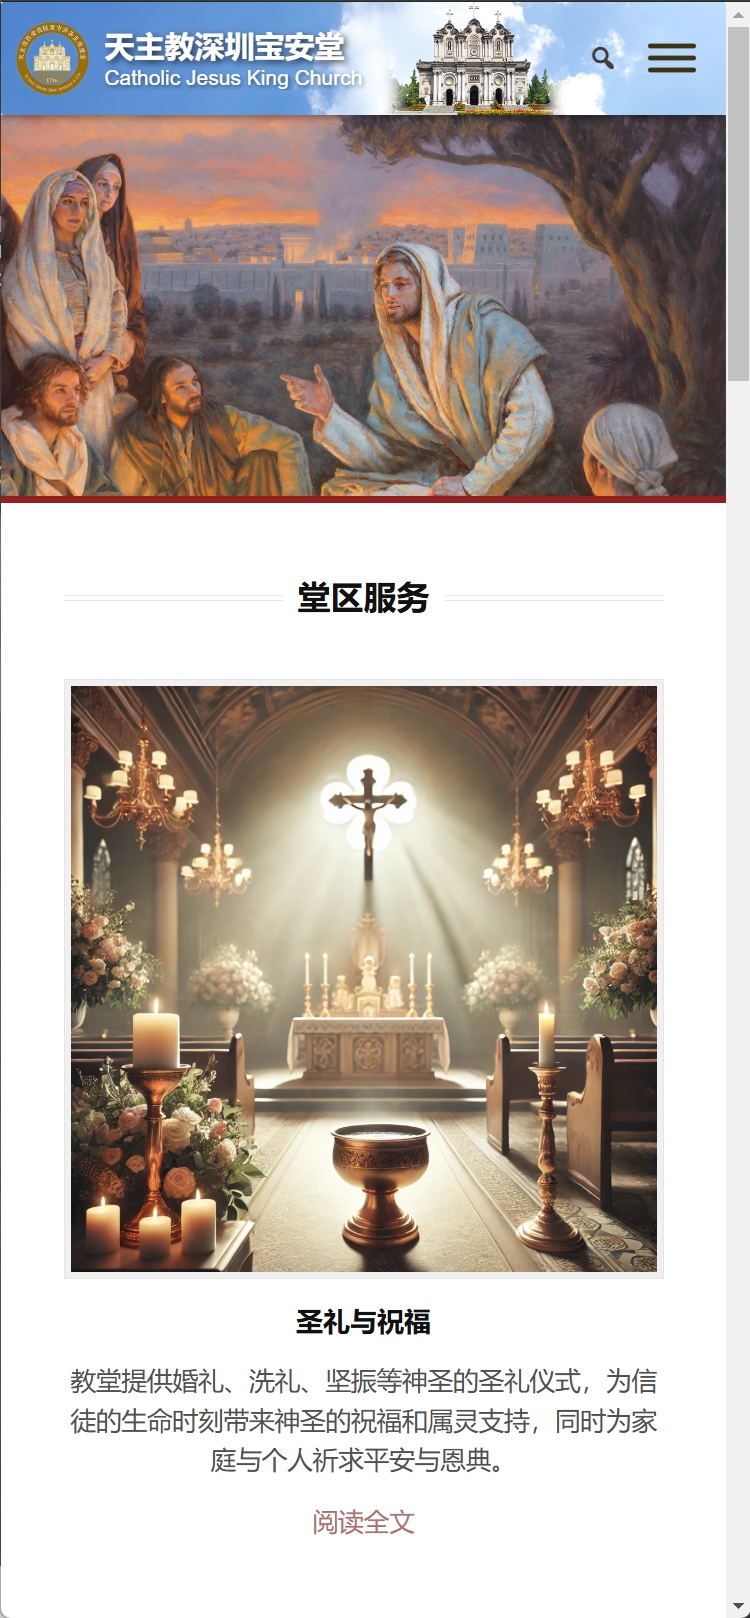 天主教深圳宝安堂
Catholic Jesus King Church
堂区服务
圣礼与祝福
教堂提供婚礼、洗礼、坚振等神圣的圣礼仪式，为信
徒的生命时刻带来神圣的祝福和属灵支持，同时为家
庭与个人祈求平安与恩典。
阅读全文